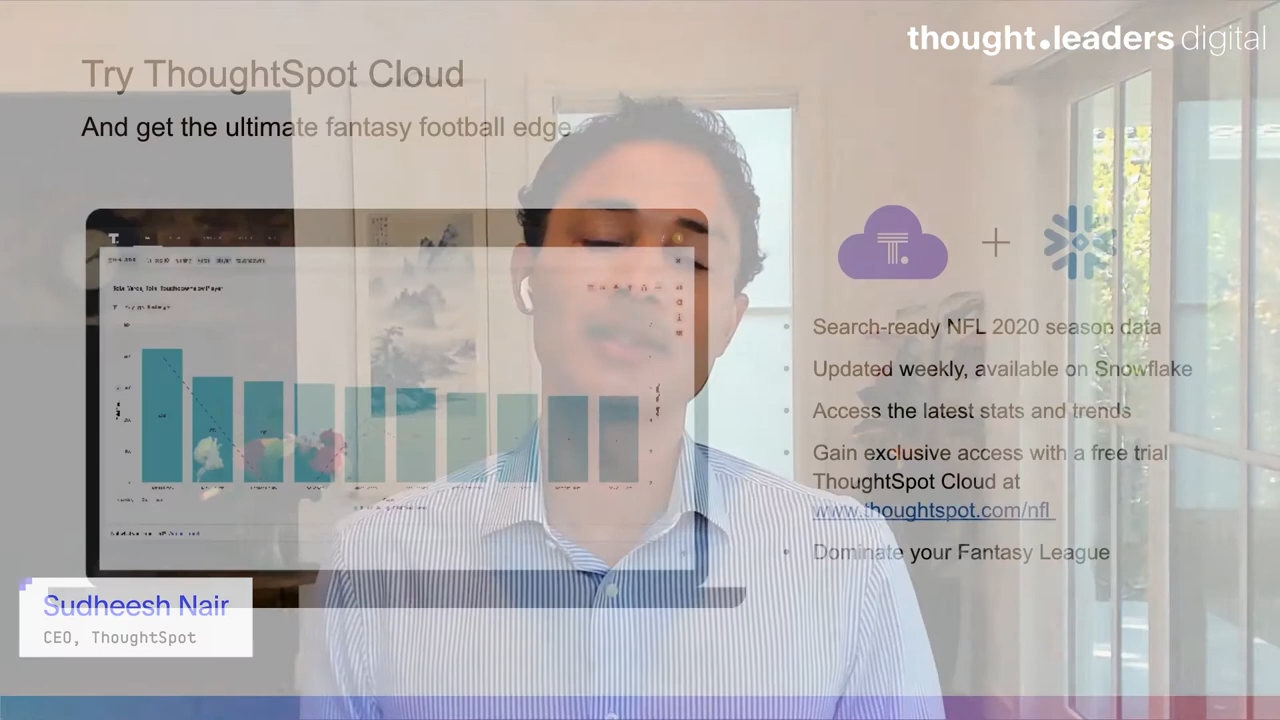 thought.leaders digital
Try ThoughtSpot Cloud
And get the ultimate fantasy football edge
T.
Search-ready NFL 2020 season data
Updated weekly, available on Snowflake
Access the latest stats and trends
Gain exclusive access with a free trial
ThoughtSpot Cloud at
www.thoughtspot.com/nfl
Dominate your Fantasy League
Sudheesh Nair
CEO, ThoughtSpot